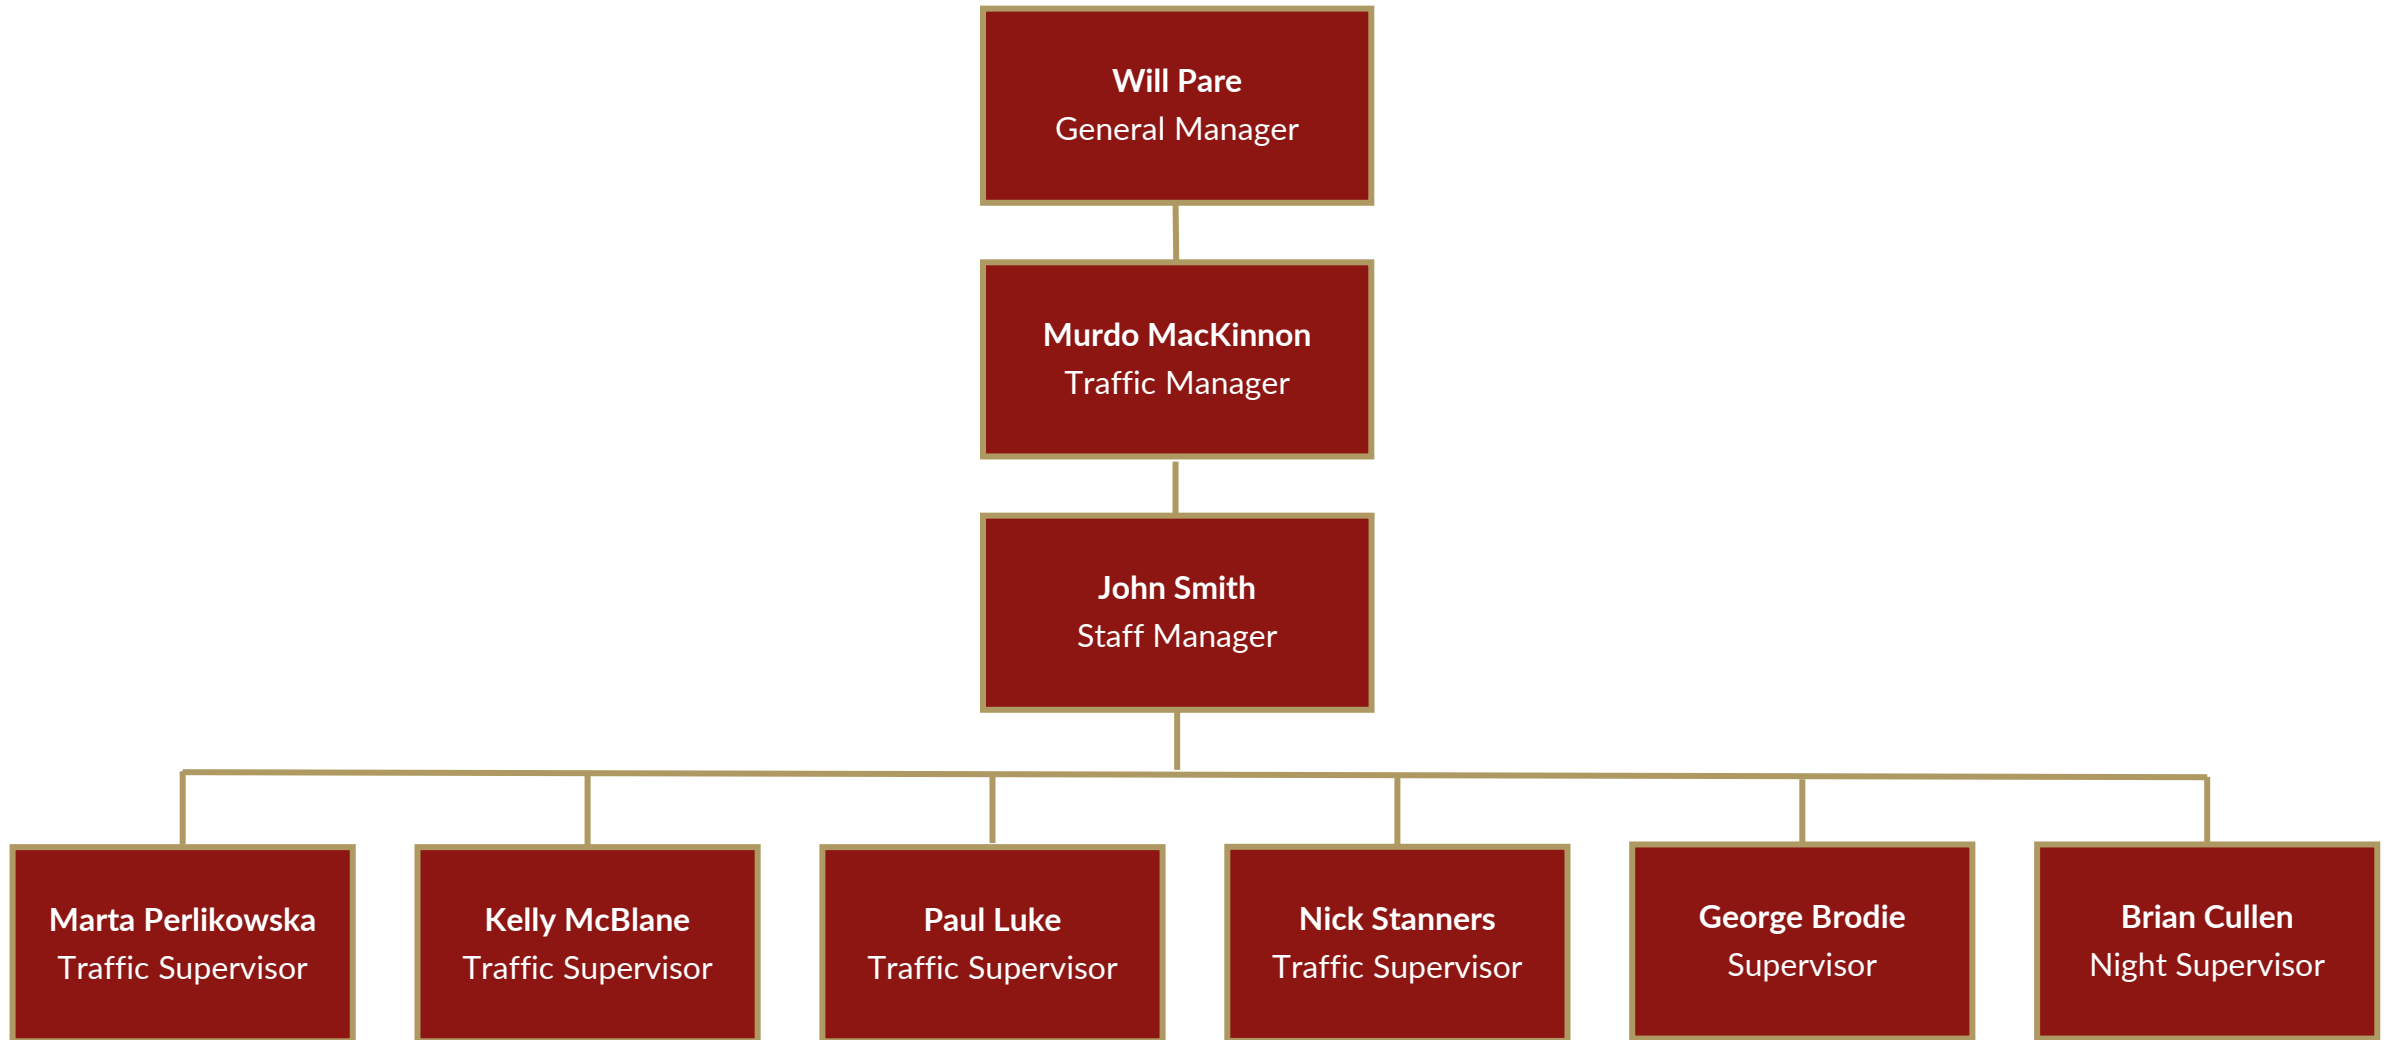 Will Pare
General Manager
Murdo MacKinnon
Traffic Manager
John Smith
Staff Manager
Marta Perlikowska
Traffic Supervisor
Kelly McBlane
Traffic Supervisor
Paul Luke
Traffic Supervisor
Nick Stanners
Traffic Supervisor
George Brodie
Supervisor
Brian Cullen
Night Supervisor